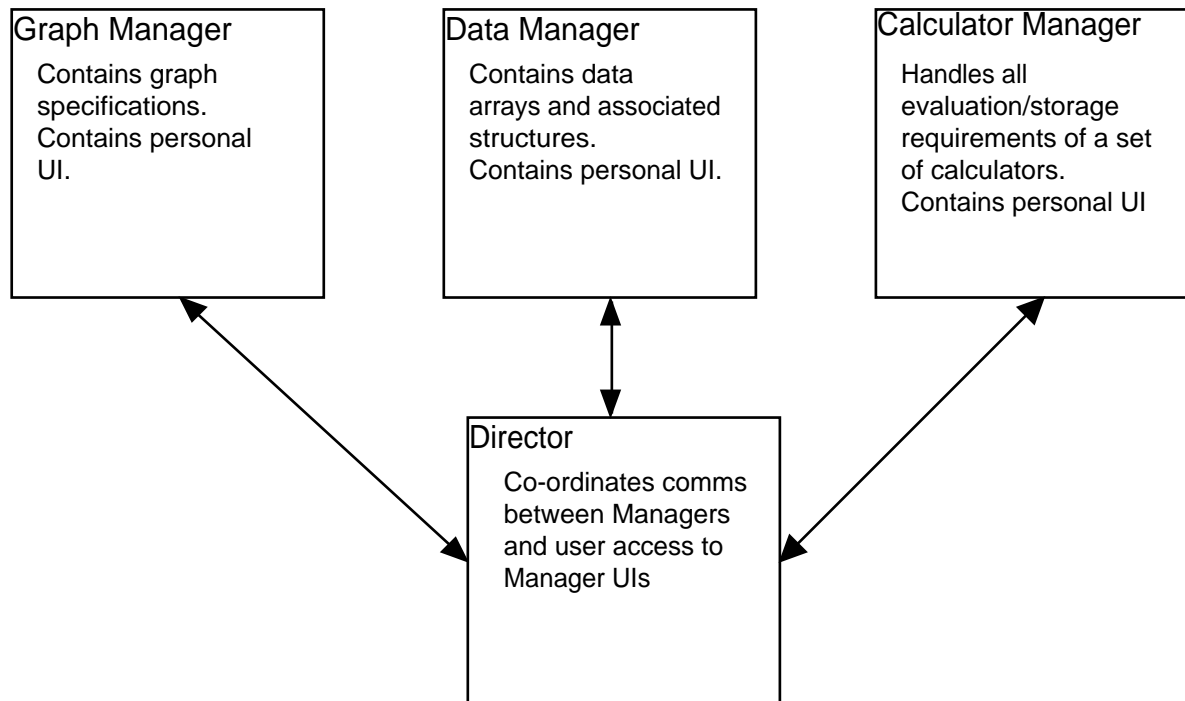 Graph Manager
Contains graph
specifications.
Contains personal
UI.
Data Manager
Contains data
arrays and associated
structures.
Contains personal UI.
Calculator Manager
Handles all
evaluation/storage
requirements of a set
of calculators.
Contains personal UI
Director
Co-ordinates comms
between Managers
and user access to
Manager UIs